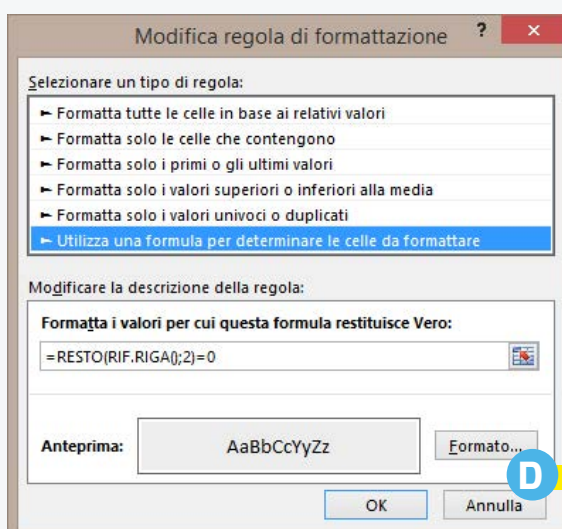 Modifica regola di formattazione ? ×
Selezionare un tipo di regola:
► Formatta tutte le celle in base ai relativi valori
► Formatta solo le celle che contengono
► Formatta solo i primi o gli ultimi valori
► Formatta solo i valori superiori o inferiori alla media
► Formatta solo i valori univoci o duplicati
► Utilizza una formula per determinare le celle da formattare
Modificare la descrizione della regola:
Formatta i valori per cui questa formula restituisce Vero:
=RESTO(RIF.RIGA();2)=0
Anteprima: AaBbCcYyZz Formato...
D
OK Annulla